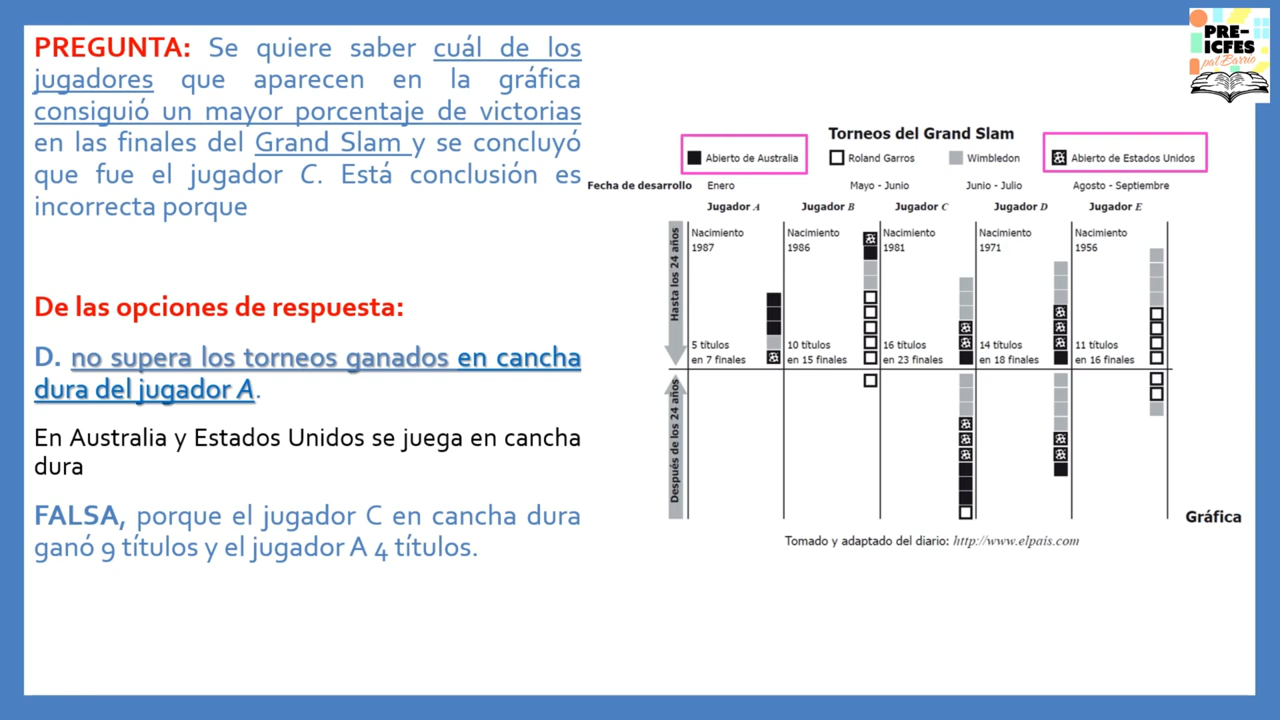 PREGUNTA: Se quiere saber cuál de los
jugadores que aparecen en la gráfica
consiguió un mayor porcentaje de victorias
en las finales del Grand Slam y se concluyó
que fue el jugador C. Está conclusión es
incorrecta porque
De las opciones de respuesta:
D. no supera los torneos ganados en cancha
dura del jugador A.
En Australia y Estados Unidos se juega en cancha
dura
FALSA, porque el jugador C en cancha dura
ganó 9 títulos y el jugador A 4 títulos.
PRE-
ICFES
pal Barrio
Torneos del Grand Slam
Abierto de Australia Roland Garros Wimbledon Abierto de Estados Unidos
Fecha de desarrollo Enero Mayo - Junio Junio - Julio Agosto - Septiembre
Jugador A Jugador B Jugador C Jugador D Jugador E
Hasta los 24 años
Nacimiento Nacimiento Nacimiento Nacimiento Nacimiento
1987 1986 1981 1971 1956
5 títulos 10 títulos 16 títulos 14 títulos 11 títulos
en 7 finales en 15 finales en 23 finales en 18 finales en 16 finales
Después de los 24 años
Gráfica
Tomado y adaptado del diario: http://www.elpais.com